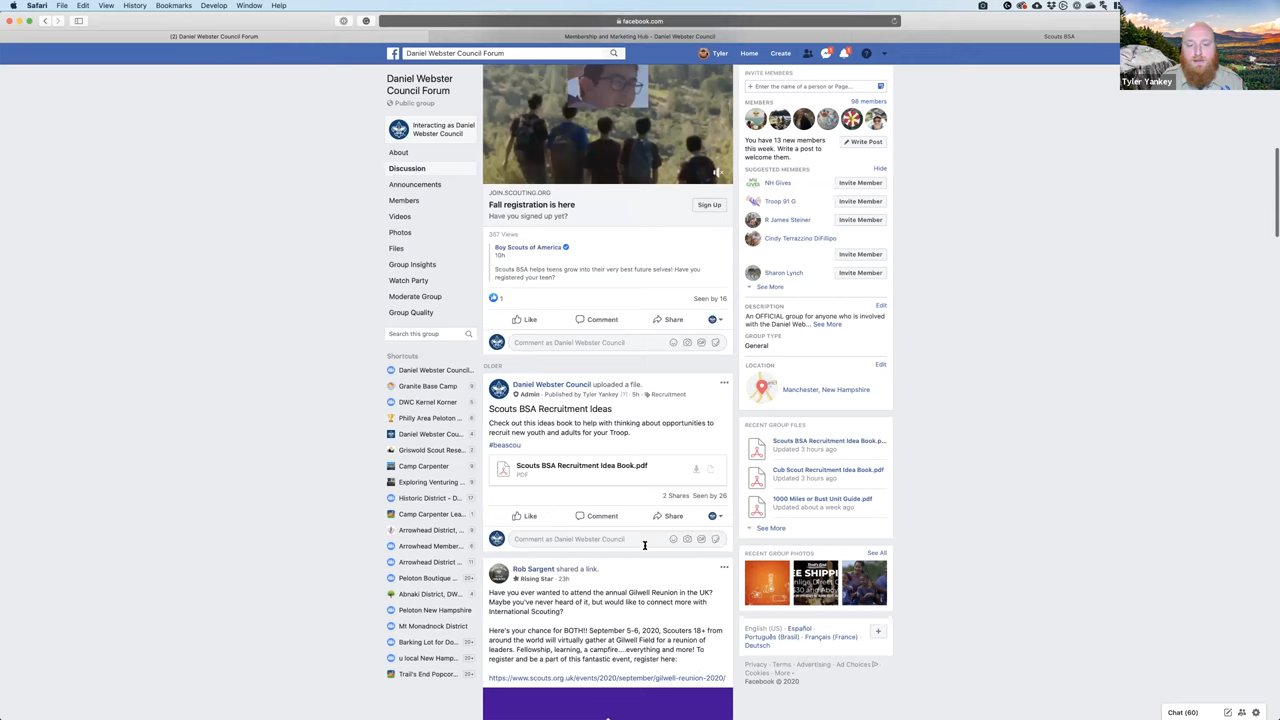 Safari File Edit View History Bookmarks Develop Window Help
facebook.com
(2) Daniel Webster Council Forum
Membership and Marketing Hub - Daniel Webster Council
Scouts BSA
Tyler Yankey
Daniel Webster Council Forum
Tyler Home Create
Daniel Webster
Council Forum
Public group
Interacting as Daniel
Webster Council
About
Discussion
Announcements
Members
Videos
Photos
Files
Group Insights
Watch Party
Moderate Group
Group Quality
Search this group
Shortcuts
Daniel Webster Council...
Granite Base Camp 9
DWC Kernel Korner 5
Philly Area Peloton ... 6
Daniel Webster Cou... 4
Griswold Scout Rese... 2
Camp Carpenter 4
Exploring Venturing ... 9
Historic District - D... 17
Camp Carpenter Lea... 1
Arrowhead District, ... 9
Arrowhead Member... 2
Arrowhead District ... 11
Peloton Boutique ... 20+
Abnaki District, DW... 4
Peloton New Hampshire
Mt Monadnock District
Barking Lot for Do... 20+
u local New Hamp... 20+
Trail's End Popcor... 20+
JOIN.SCOUTING.ORG
Fall registration is here
Have you signed up yet?
Sign Up
357 Views
Boy Scouts of America
10h
Scouts BSA helps teens grow into their very best future selves! Have you
registered your teen?
1
Seen by 16
Like Comment Share
Comment as Daniel Webster Council
OLDER
Daniel Webster Council uploaded a file.
Admin · Published by Tyler Yankey [?] · 5h · Recruitment
Scouts BSA Recruitment Ideas
Check out this ideas book to help with thinking about opportunities to
recruit new youth and adults for your Troop.
#beascou
Scouts BSA Recruitment Idea Book.pdf
PDF
2 Shares Seen by 26
Like Comment Share
Comment as Daniel Webster Council
Rob Sargent shared a link.
Rising Star · 23h
Have you ever wanted to attend the annual Gilwell Reunion in the UK?
Maybe you've never heard of it, but would like to connect more with
International Scouting?
Here's your chance for BOTH!! September 5-6, 2020, Scouters 18+ from
around the world will virtually gather at Gilwell Field for a reunion of
leaders. Fellowship, learning, a campfire....everything and more! To
register and be a part of this fantastic event, register here:
https://www.scouts.org.uk/events/2020/september/gilwell-reunion-2020/
INVITE MEMBERS
+ Enter the name of a person or Page...
MEMBERS 98 members
You have 13 new members
this week. Write a post to
welcome them.
Write Post
SUGGESTED MEMBERS Hide
NH Gives Invite Member
Troop 91 G Invite Member
R James Steiner Invite Member
Cindy Terrazzino DiFillipo
Invite Member
Sharon Lynch Invite Member
See More
DESCRIPTION Edit
An OFFICIAL group for anyone who is involved
with the Daniel Web... See More
GROUP TYPE
General
LOCATION Edit
Manchester, New Hampshire
RECENT GROUP FILES
Scouts BSA Recruitment Idea Book.p...
Updated 3 hours ago
Cub Scout Recruitment Idea Book.pdf
Updated 3 hours ago
1000 Miles or Bust Unit Guide.pdf
Updated about a week ago
See More
RECENT GROUP PHOTOS See All
EE SHIPPI
English (US) · Español ·
Português (Brasil) · Français (France) ·
Deutsch
Privacy · Terms · Advertising · Ad Choices
Cookies · More
Facebook © 2020
Chat (60)